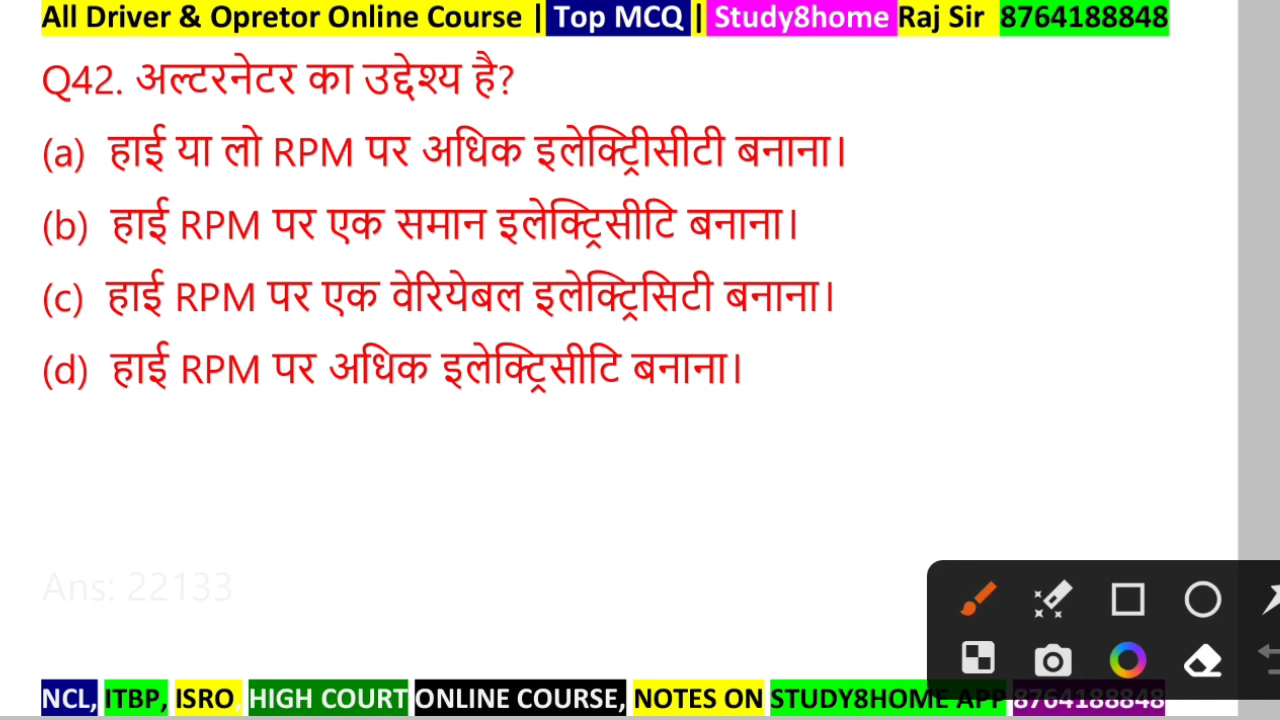 All Driver & Opretor Online Course | Top MCQ | Study8home Raj Sir 8764188848
Q42. अल्टरनेटर का उद्देश्य है?
(a) हाई या लो RPM पर अधिक इलेक्ट्रिीसीटी बनाना।
(b) हाई RPM पर एक समान इलेक्ट्रिसीटि बनाना।
(c) हाई RPM पर एक वेरियेबल इलेक्ट्रिसिटी बनाना।
(d) हाई RPM पर अधिक इलेक्ट्रिसीटि बनाना।
Ans: 22133
NCL, ITBP, ISRO, HIGH COURT ONLINE COURSE, NOTES ON STUDY8HOME APP 8764188848